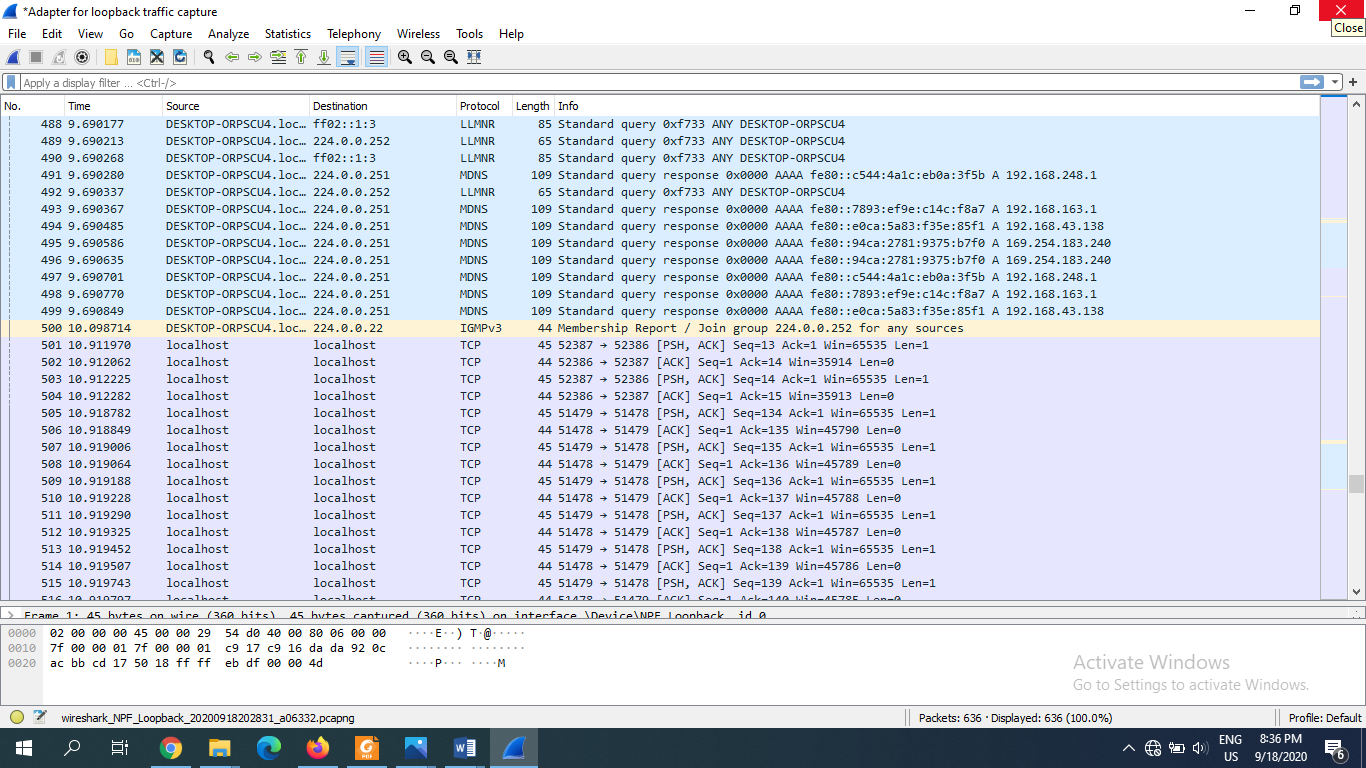 *Adapter for loopback traffic capture
Close
File Edit View Go Capture Analyze Statistics Telephony Wireless Tools Help
Apply a display filter ... <Ctrl-/>
No. Time Source Destination Protocol Length Info
488 9.690177 DESKTOP-ORPSCU4.loc… ff02::1:3 LLMNR 85 Standard query 0xf733 ANY DESKTOP-ORPSCU4
489 9.690213 DESKTOP-ORPSCU4.loc… 224.0.0.252 LLMNR 65 Standard query 0xf733 ANY DESKTOP-ORPSCU4
490 9.690268 DESKTOP-ORPSCU4.loc… ff02::1:3 LLMNR 85 Standard query 0xf733 ANY DESKTOP-ORPSCU4
491 9.690280 DESKTOP-ORPSCU4.loc… 224.0.0.251 MDNS 109 Standard query response 0x0000 AAAA fe80::c544:4a1c:eb0a:3f5b A 192.168.248.1
492 9.690337 DESKTOP-ORPSCU4.loc… 224.0.0.252 LLMNR 65 Standard query 0xf733 ANY DESKTOP-ORPSCU4
493 9.690367 DESKTOP-ORPSCU4.loc… 224.0.0.251 MDNS 109 Standard query response 0x0000 AAAA fe80::7893:ef9e:c14c:f8a7 A 192.168.163.1
494 9.690485 DESKTOP-ORPSCU4.loc… 224.0.0.251 MDNS 109 Standard query response 0x0000 AAAA fe80::e0ca:5a83:f35e:85f1 A 192.168.43.138
495 9.690586 DESKTOP-ORPSCU4.loc… 224.0.0.251 MDNS 109 Standard query response 0x0000 AAAA fe80::94ca:2781:9375:b7f0 A 169.254.183.240
496 9.690635 DESKTOP-ORPSCU4.loc… 224.0.0.251 MDNS 109 Standard query response 0x0000 AAAA fe80::94ca:2781:9375:b7f0 A 169.254.183.240
497 9.690701 DESKTOP-ORPSCU4.loc… 224.0.0.251 MDNS 109 Standard query response 0x0000 AAAA fe80::c544:4a1c:eb0a:3f5b A 192.168.248.1
498 9.690770 DESKTOP-ORPSCU4.loc… 224.0.0.251 MDNS 109 Standard query response 0x0000 AAAA fe80::7893:ef9e:c14c:f8a7 A 192.168.163.1
499 9.690849 DESKTOP-ORPSCU4.loc… 224.0.0.251 MDNS 109 Standard query response 0x0000 AAAA fe80::e0ca:5a83:f35e:85f1 A 192.168.43.138
500 10.098714 DESKTOP-ORPSCU4.loc… 224.0.0.22 IGMPv3 44 Membership Report / Join group 224.0.0.252 for any sources
501 10.911970 localhost localhost TCP 45 52387 → 52386 [PSH, ACK] Seq=13 Ack=1 Win=65535 Len=1
502 10.912062 localhost localhost TCP 44 52386 → 52387 [ACK] Seq=1 Ack=14 Win=35914 Len=0
503 10.912225 localhost localhost TCP 45 52387 → 52386 [PSH, ACK] Seq=14 Ack=1 Win=65535 Len=1
504 10.912282 localhost localhost TCP 44 52386 → 52387 [ACK] Seq=1 Ack=15 Win=35913 Len=0
505 10.918782 localhost localhost TCP 45 51479 → 51478 [PSH, ACK] Seq=134 Ack=1 Win=65535 Len=1
506 10.918849 localhost localhost TCP 44 51478 → 51479 [ACK] Seq=1 Ack=135 Win=45790 Len=0
507 10.919006 localhost localhost TCP 45 51479 → 51478 [PSH, ACK] Seq=135 Ack=1 Win=65535 Len=1
508 10.919064 localhost localhost TCP 44 51478 → 51479 [ACK] Seq=1 Ack=136 Win=45789 Len=0
509 10.919188 localhost localhost TCP 45 51479 → 51478 [PSH, ACK] Seq=136 Ack=1 Win=65535 Len=1
510 10.919228 localhost localhost TCP 44 51478 → 51479 [ACK] Seq=1 Ack=137 Win=45788 Len=0
511 10.919290 localhost localhost TCP 45 51479 → 51478 [PSH, ACK] Seq=137 Ack=1 Win=65535 Len=1
512 10.919325 localhost localhost TCP 44 51478 → 51479 [ACK] Seq=1 Ack=138 Win=45787 Len=0
513 10.919452 localhost localhost TCP 45 51479 → 51478 [PSH, ACK] Seq=138 Ack=1 Win=65535 Len=1
514 10.919507 localhost localhost TCP 44 51478 → 51479 [ACK] Seq=1 Ack=139 Win=45786 Len=0
515 10.919743 localhost localhost TCP 45 51479 → 51478 [PSH, ACK] Seq=139 Ack=1 Win=65535 Len=1
516 10.919797 localhost localhost TCP 44 51478 → 51479 [ACK] Seq=1 Ack=140 Win=45785 Len=0
Frame 1: 45 bytes on wire (360 bits), 45 bytes captured (360 bits) on interface \Device\NPF_Loopback, id 0
0000 02 00 00 00 45 00 00 29 54 d0 40 00 80 06 00 00 ····E··) T·@·····
0010 7f 00 00 01 7f 00 00 01 c9 17 c9 16 da da 92 0c ········ ········
0020 ac bb cd 17 50 18 ff ff eb df 00 00 4d ····P··· ····M
Activate Windows
Go to Settings to activate Windows.
wireshark_NPF_Loopback_20200918202831_a06332.pcapng Packets: 636 · Displayed: 636 (100.0%) Profile: Default
ENG 8:36 PM
US 9/18/2020 6